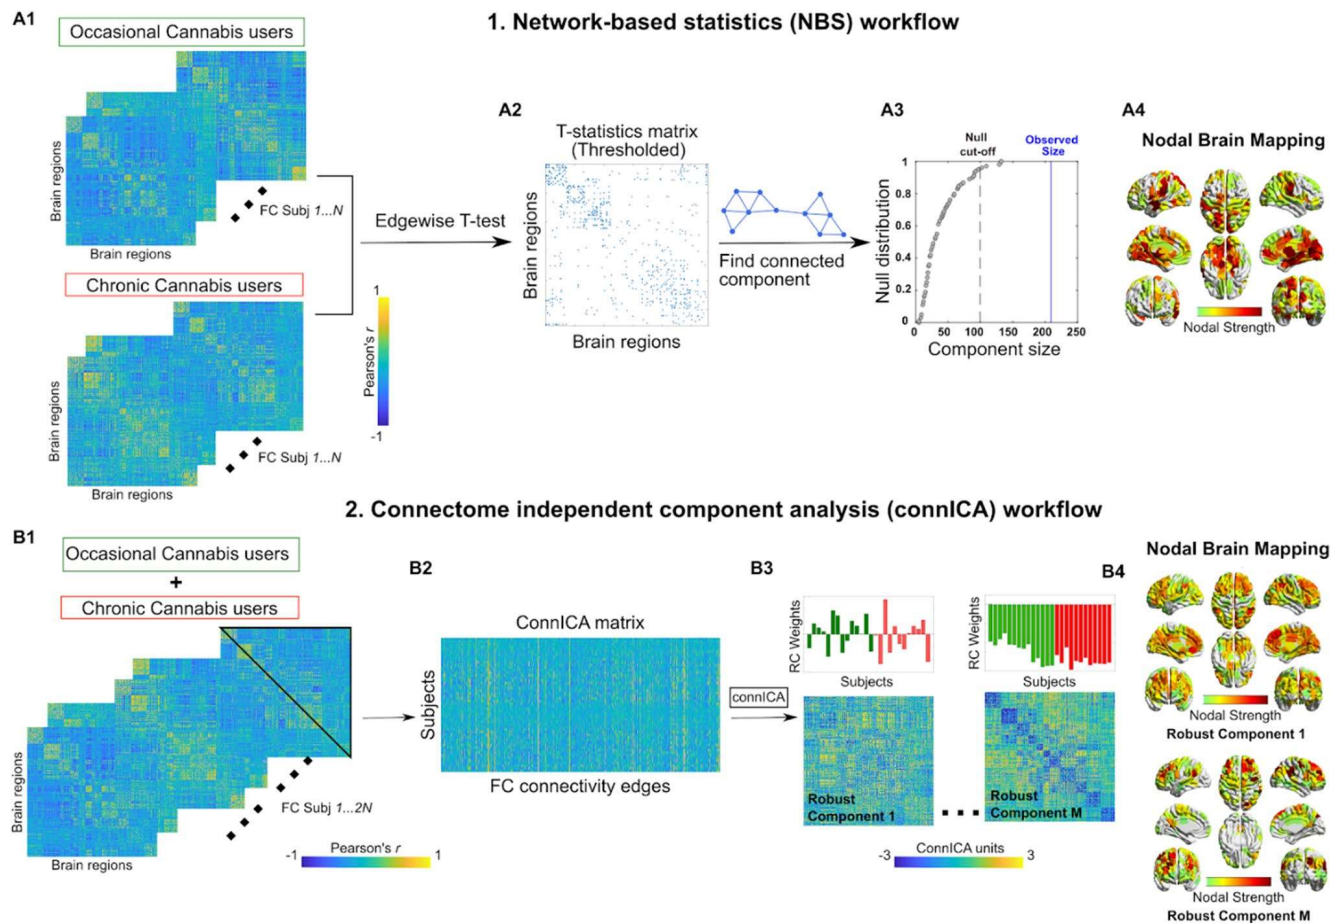 1. Network-based statistics (NBS) workflow
A1
Occasional Cannabis users
Brain regions
Brain regions
FC Subj 1...N
Chronic Cannabis users
Brain regions
Brain regions
FC Subj 1...N
1
Pearson's r
-1
Edgewise T-test
A2
T-statistics matrix
(Thresholded)
Brain regions
Brain regions
Find connected
component
A3
Null
cut-off
Observed
Size
Null distribution
1
0.8
0.6
0.4
0.2
0
0 50 100 150 200 250
Component size
A4
Nodal Brain Mapping
Nodal Strength
2. Connectome independent component analysis (connICA) workflow
B1
Occasional Cannabis users
+
Chronic Cannabis users
Brain regions
Brain regions
FC Subj 1...2N
-1 Pearson's r 1
B2
ConnICA matrix
Subjects
FC connectivity edges
connICA
B3
RC Weights
Subjects
RC Weights
Subjects
Robust
Component 1
Robust
Component M
-3 ConnICA units 3
B4
Nodal Brain Mapping
Nodal Strength
Robust Component 1
Nodal Strength
Robust Component M